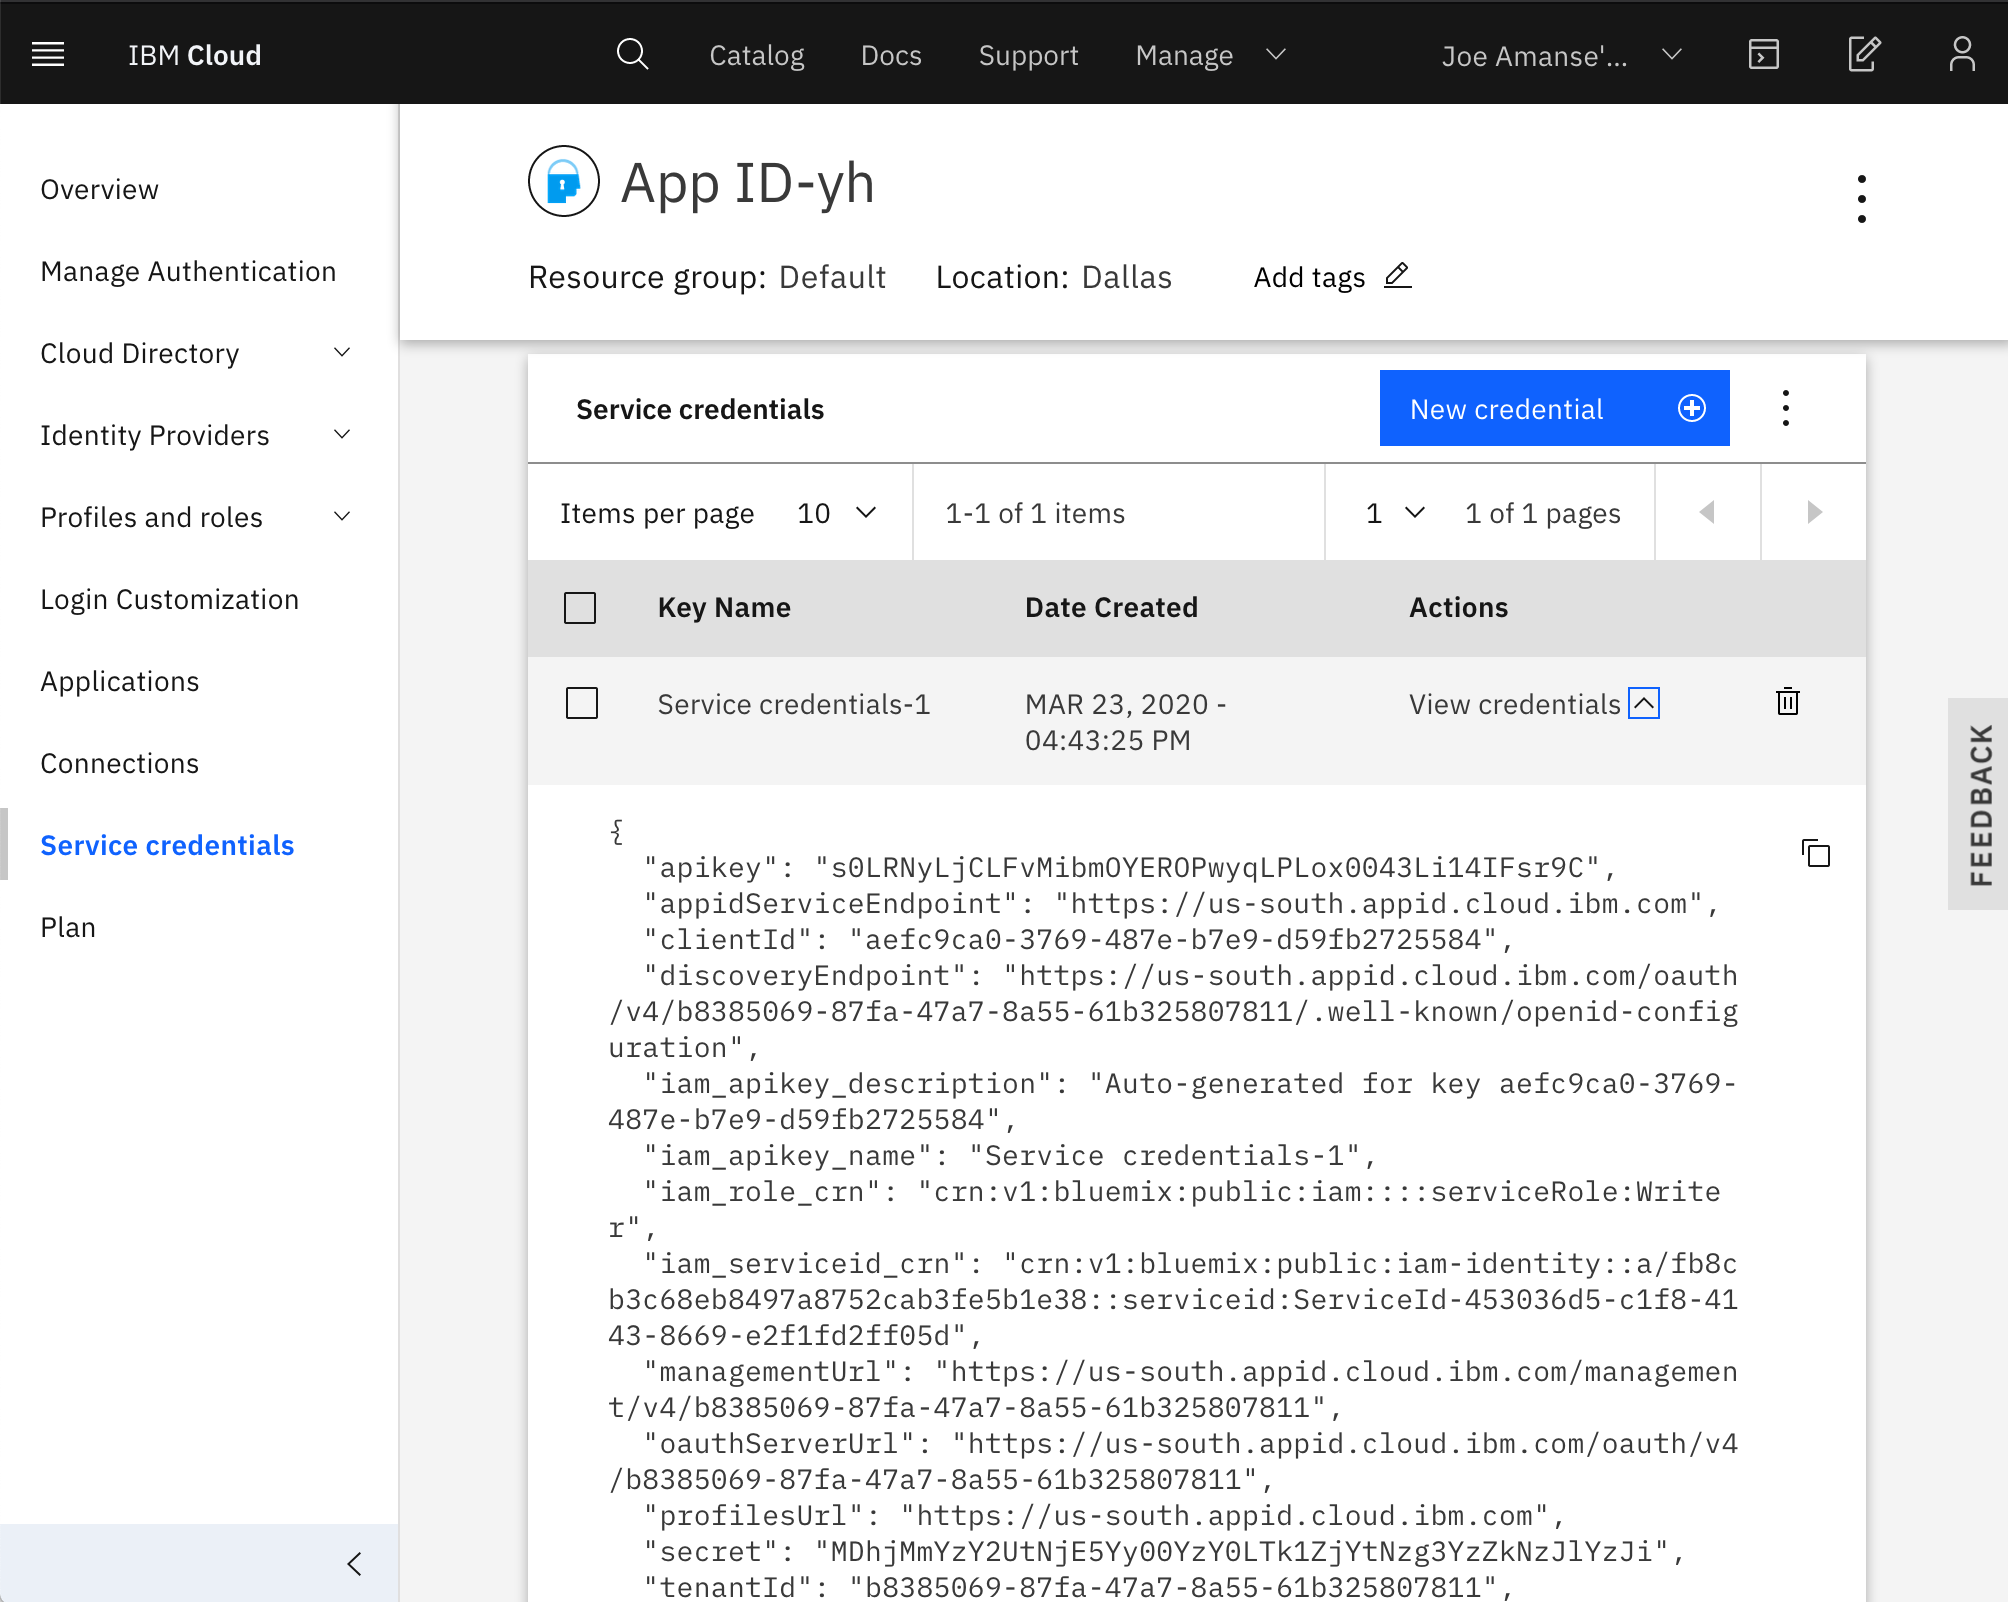 IBM Cloud
Catalog
Docs
Support
Manage
Joe Amanse'...
Overview
Manage Authentication
Cloud Directory
Identity Providers
Profiles and roles
Login Customization
Applications
Connections
Service credentials
Plan
App ID-yh
Resource group: Default
Location: Dallas
Add tags
Service credentials
New credential
Items per page 10
1-1 of 1 items
1
1 of 1 pages
Key Name
Date Created
Actions
Service credentials-1
MAR 23, 2020 -
04:43:25 PM
View credentials
{
"apikey": "s0LRNyLjCLFvMibmOYEROPwyqLPLox0043Li14IFsr9C",
"appidServiceEndpoint": "https://us-south.appid.cloud.ibm.com",
"clientId": "aefc9ca0-3769-487e-b7e9-d59fb2725584",
"discoveryEndpoint": "https://us-south.appid.cloud.ibm.com/oauth
/v4/b8385069-87fa-47a7-8a55-61b325807811/.well-known/openid-config
uration",
"iam_apikey_description": "Auto-generated for key aefc9ca0-3769-
487e-b7e9-d59fb2725584",
"iam_apikey_name": "Service credentials-1",
"iam_role_crn": "crn:v1:bluemix:public:iam::::serviceRole:Write
r",
"iam_serviceid_crn": "crn:v1:bluemix:public:iam-identity::a/fb8c
b3c68eb8497a8752cab3fe5b1e38::serviceid:ServiceId-453036d5-c1f8-41
43-8669-e2f1fd2ff05d",
"managementUrl": "https://us-south.appid.cloud.ibm.com/managemen
t/v4/b8385069-87fa-47a7-8a55-61b325807811",
"oauthServerUrl": "https://us-south.appid.cloud.ibm.com/oauth/v4
/b8385069-87fa-47a7-8a55-61b325807811",
"profilesUrl": "https://us-south.appid.cloud.ibm.com",
"secret": "MDhjMmYzY2UtNjE5Yy00YzY0LTk1ZjYtNzg3YzZkNzJlYzJi",
"tenantId": "b8385069-87fa-47a7-8a55-61b325807811",
FEEDBACK